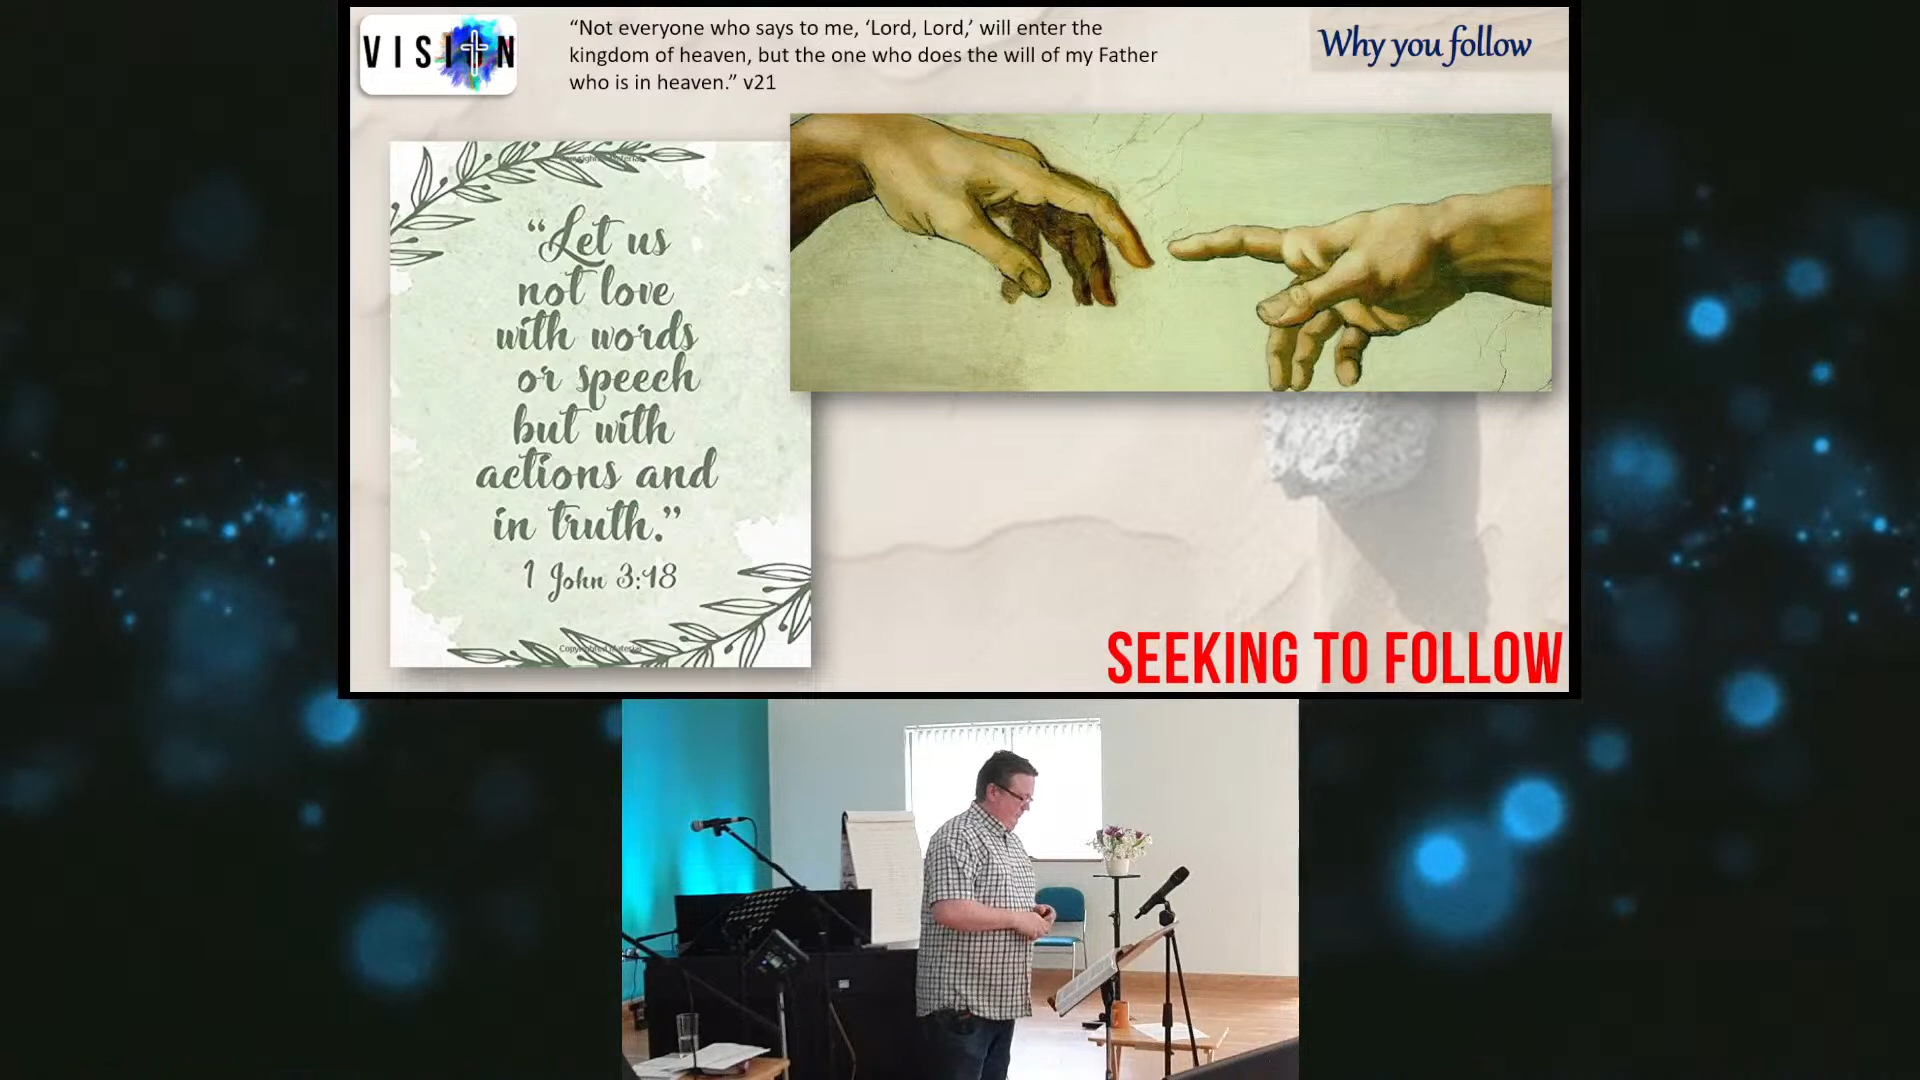 VISION
“Not everyone who says to me, ‘Lord, Lord,’ will enter the
kingdom of heaven, but the one who does the will of my Father
who is in heaven.” v21
Why you follow
“Let us
not love
with words
or speech
but with
actions and
in truth.”
1 John 3:18
Copyrighted Material
SEEKING TO FOLLOW